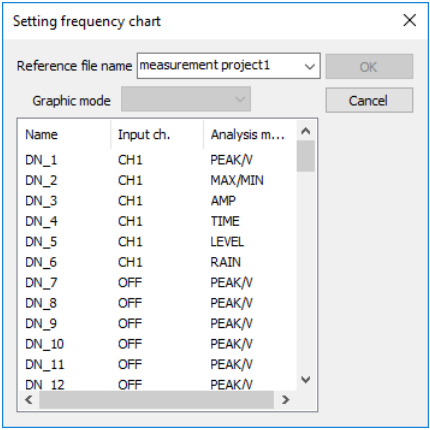 Setting frequency chart
Reference file name measurement project1 OK
Graphic mode Cancel
Name Input ch. Analysis m...
DN_1 CH1 PEAK/V
DN_2 CH1 MAX/MIN
DN_3 CH1 AMP
DN_4 CH1 TIME
DN_5 CH1 LEVEL
DN_6 CH1 RAIN
DN_7 OFF PEAK/V
DN_8 OFF PEAK/V
DN_9 OFF PEAK/V
DN_10 OFF PEAK/V
DN_11 OFF PEAK/V
DN_12 OFF PEAK/V